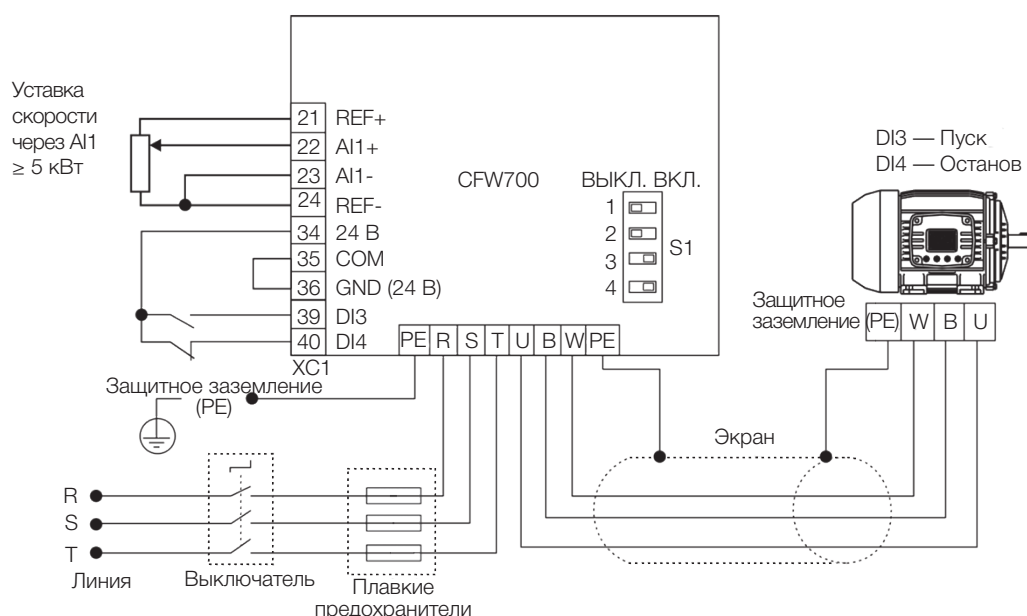 Уставка
скорости
через AI1
≥ 5 кВт
21 REF+
22 AI1+
23 AI1-
24 REF-
34 24 В
35 COM
36 GND (24 В)
39 DI3
40 DI4
XC1
CFW700
ВЫКЛ. ВКЛ.
1
2
3
4
S1
DI3 — Пуск
DI4 — Останов
PE R S T U В W PE
Защитное
заземление (PE) W В U
Защитное заземление
(PE)
Экран
R
S
T
Линия
Выключатель
Плавкие
предохранители